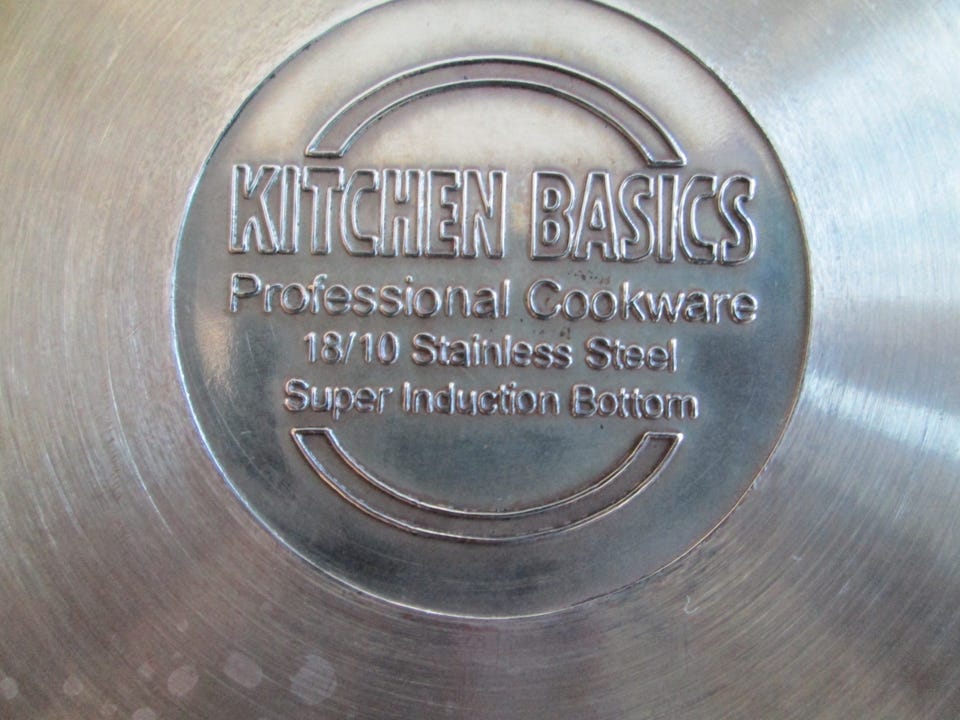 KITCHEN BASICS
Professional Cookware
18/10 Stainless Steel
Super Induction Bottom